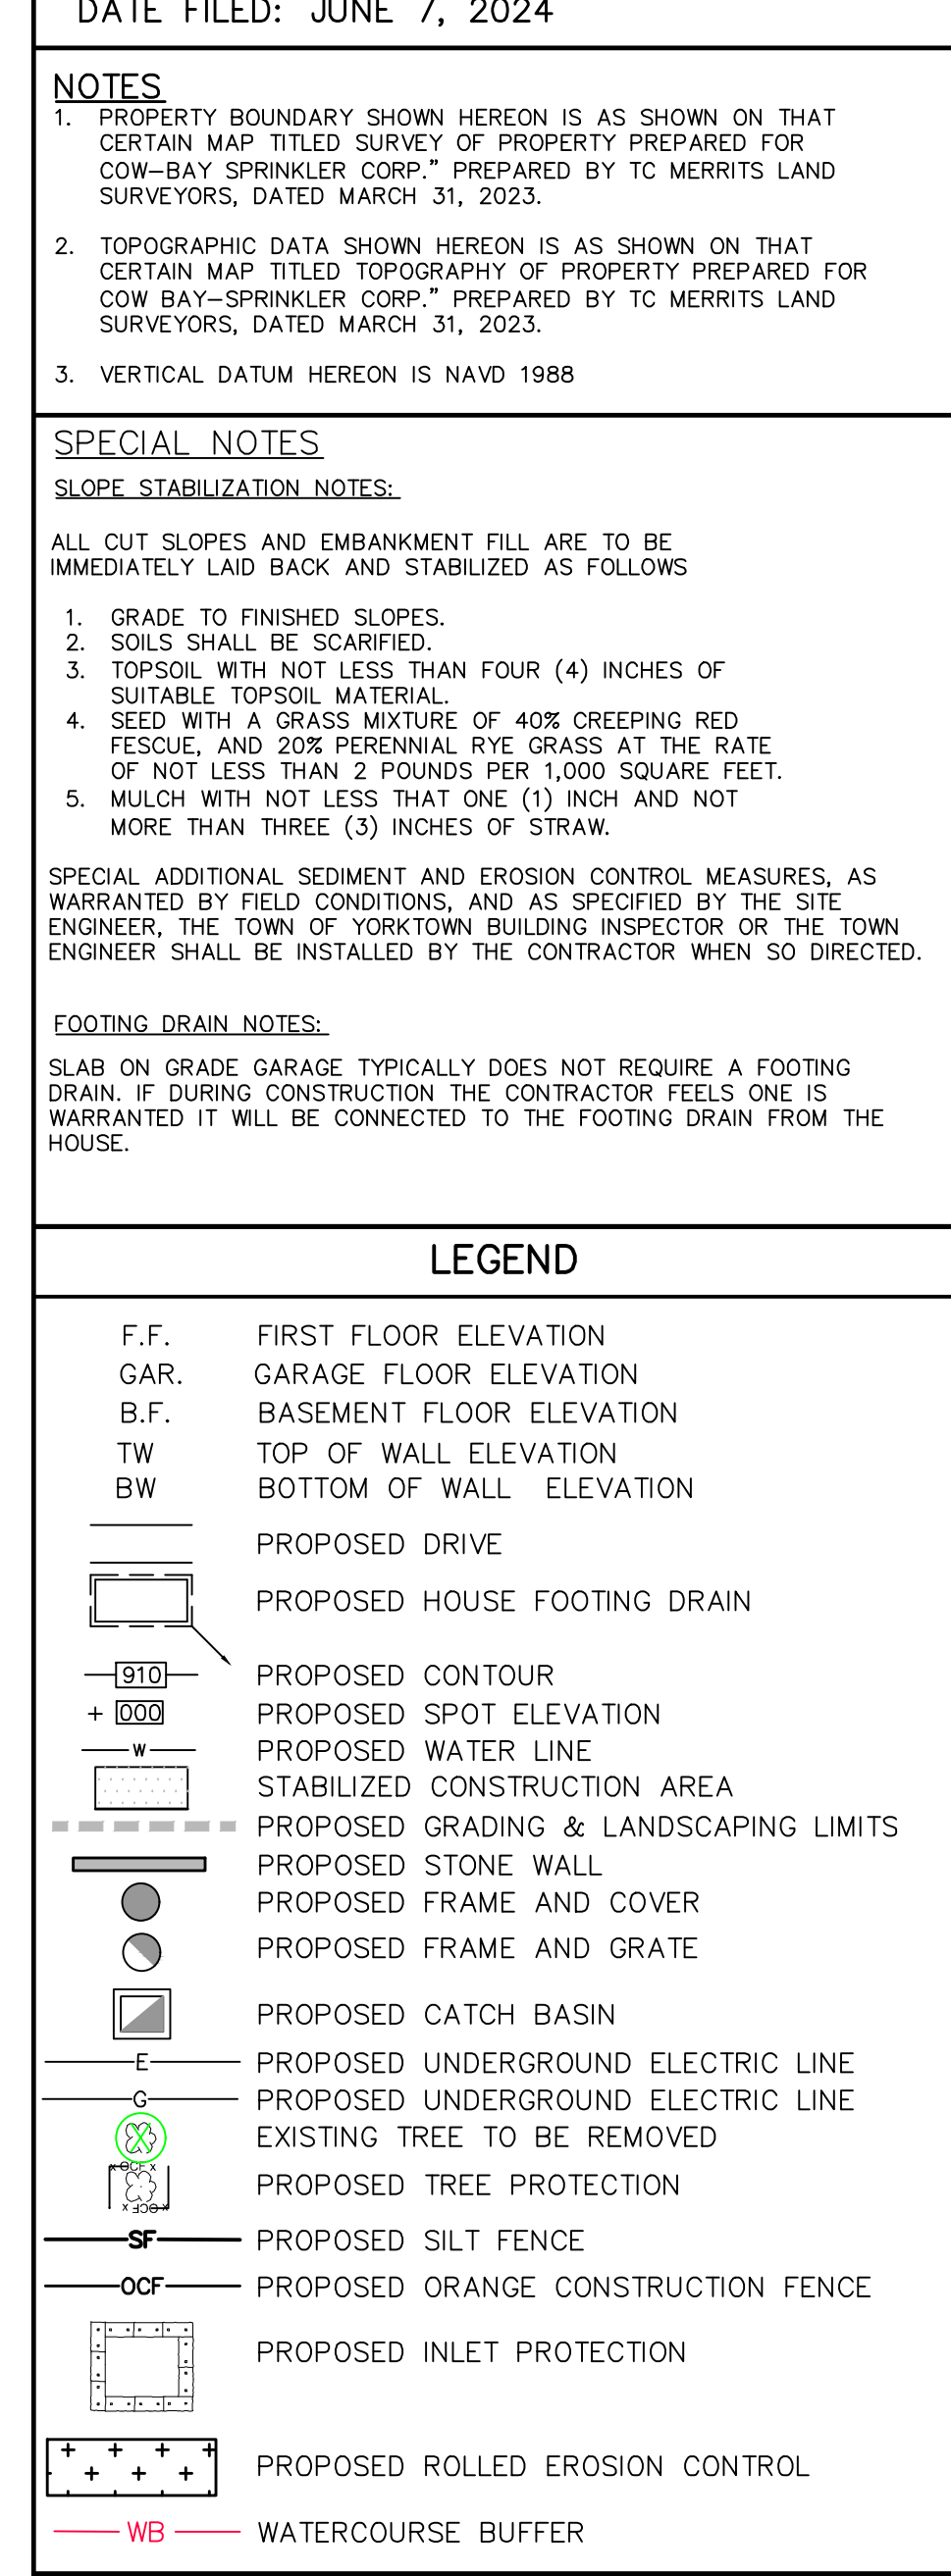 DATE FILED: JUNE 7, 2024
NOTES
1. PROPERTY BOUNDARY SHOWN HEREON IS AS SHOWN ON THAT
CERTAIN MAP TITLED SURVEY OF PROPERTY PREPARED FOR
COW-BAY SPRINKLER CORP." PREPARED BY TC MERRITS LAND
SURVEYORS, DATED MARCH 31, 2023.
2. TOPOGRAPHIC DATA SHOWN HEREON IS AS SHOWN ON THAT
CERTAIN MAP TITLED TOPOGRAPHY OF PROPERTY PREPARED FOR
COW BAY-SPRINKLER CORP." PREPARED BY TC MERRITS LAND
SURVEYORS, DATED MARCH 31, 2023.
3. VERTICAL DATUM HEREON IS NAVD 1988
SPECIAL NOTES
SLOPE STABILIZATION NOTES:
ALL CUT SLOPES AND EMBANKMENT FILL ARE TO BE
IMMEDIATELY LAID BACK AND STABILIZED AS FOLLOWS
1. GRADE TO FINISHED SLOPES.
2. SOILS SHALL BE SCARIFIED.
3. TOPSOIL WITH NOT LESS THAN FOUR (4) INCHES OF
SUITABLE TOPSOIL MATERIAL.
4. SEED WITH A GRASS MIXTURE OF 40% CREEPING RED
FESCUE, AND 20% PERENNIAL RYE GRASS AT THE RATE
OF NOT LESS THAN 2 POUNDS PER 1,000 SQUARE FEET.
5. MULCH WITH NOT LESS THAT ONE (1) INCH AND NOT
MORE THAN THREE (3) INCHES OF STRAW.
SPECIAL ADDITIONAL SEDIMENT AND EROSION CONTROL MEASURES, AS
WARRANTED BY FIELD CONDITIONS, AND AS SPECIFIED BY THE SITE
ENGINEER, THE TOWN OF YORKTOWN BUILDING INSPECTOR OR THE TOWN
ENGINEER SHALL BE INSTALLED BY THE CONTRACTOR WHEN SO DIRECTED.
FOOTING DRAIN NOTES:
SLAB ON GRADE GARAGE TYPICALLY DOES NOT REQUIRE A FOOTING
DRAIN. IF DURING CONSTRUCTION THE CONTRACTOR FEELS ONE IS
WARRANTED IT WILL BE CONNECTED TO THE FOOTING DRAIN FROM THE
HOUSE.
LEGEND
F.F. FIRST FLOOR ELEVATION
GAR. GARAGE FLOOR ELEVATION
B.F. BASEMENT FLOOR ELEVATION
TW TOP OF WALL ELEVATION
BW BOTTOM OF WALL ELEVATION
PROPOSED DRIVE
PROPOSED HOUSE FOOTING DRAIN
910 PROPOSED CONTOUR
+ 000 PROPOSED SPOT ELEVATION
W PROPOSED WATER LINE
STABILIZED CONSTRUCTION AREA
PROPOSED GRADING & LANDSCAPING LIMITS
PROPOSED STONE WALL
PROPOSED FRAME AND COVER
PROPOSED FRAME AND GRATE
PROPOSED CATCH BASIN
E PROPOSED UNDERGROUND ELECTRIC LINE
G PROPOSED UNDERGROUND ELECTRIC LINE
EXISTING TREE TO BE REMOVED
x OCF x
PROPOSED TREE PROTECTION
x OCF x
SF PROPOSED SILT FENCE
OCF PROPOSED ORANGE CONSTRUCTION FENCE
PROPOSED INLET PROTECTION
PROPOSED ROLLED EROSION CONTROL
WB WATERCOURSE BUFFER